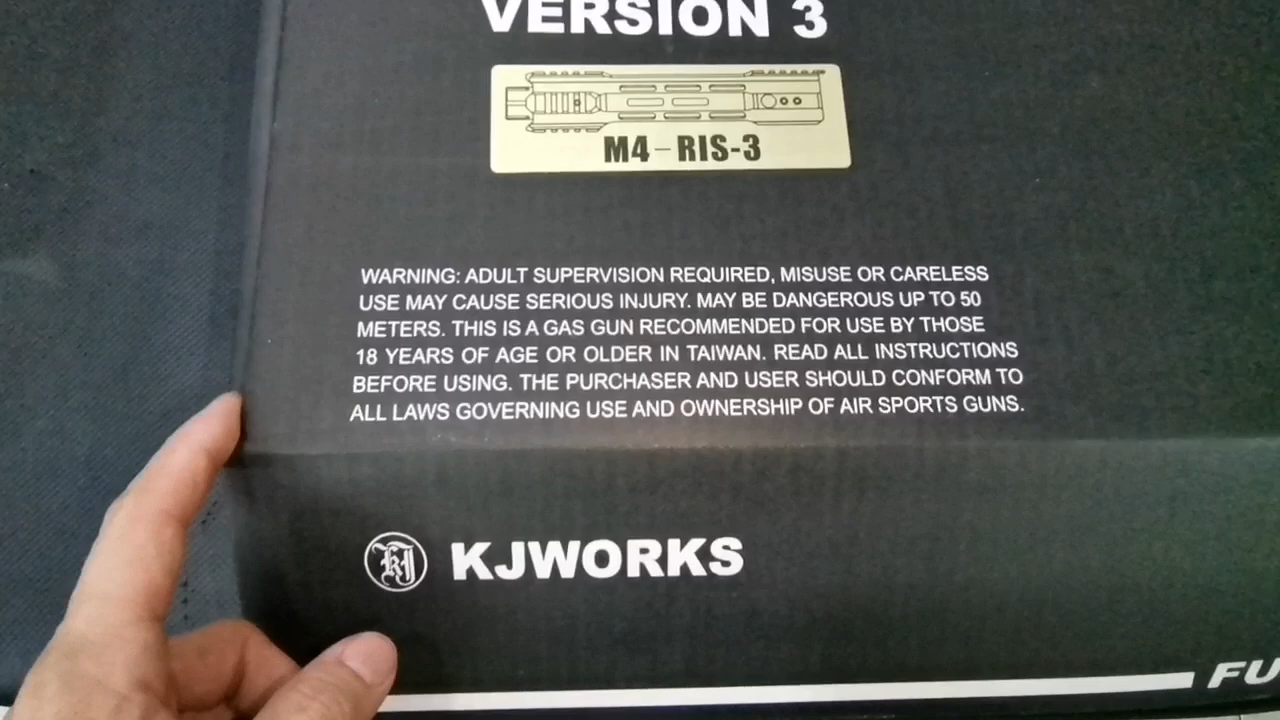 VERSION 3
M4-RIS-3
WARNING: ADULT SUPERVISION REQUIRED, MISUSE OR CARELESS
USE MAY CAUSE SERIOUS INJURY. MAY BE DANGEROUS UP TO 50
METERS. THIS IS A GAS GUN RECOMMENDED FOR USE BY THOSE
18 YEARS OF AGE OR OLDER IN TAIWAN. READ ALL INSTRUCTIONS
BEFORE USING. THE PURCHASER AND USER SHOULD CONFORM TO
ALL LAWS GOVERNING USE AND OWNERSHIP OF AIR SPORTS GUNS.
KJ KJWORKS
FU